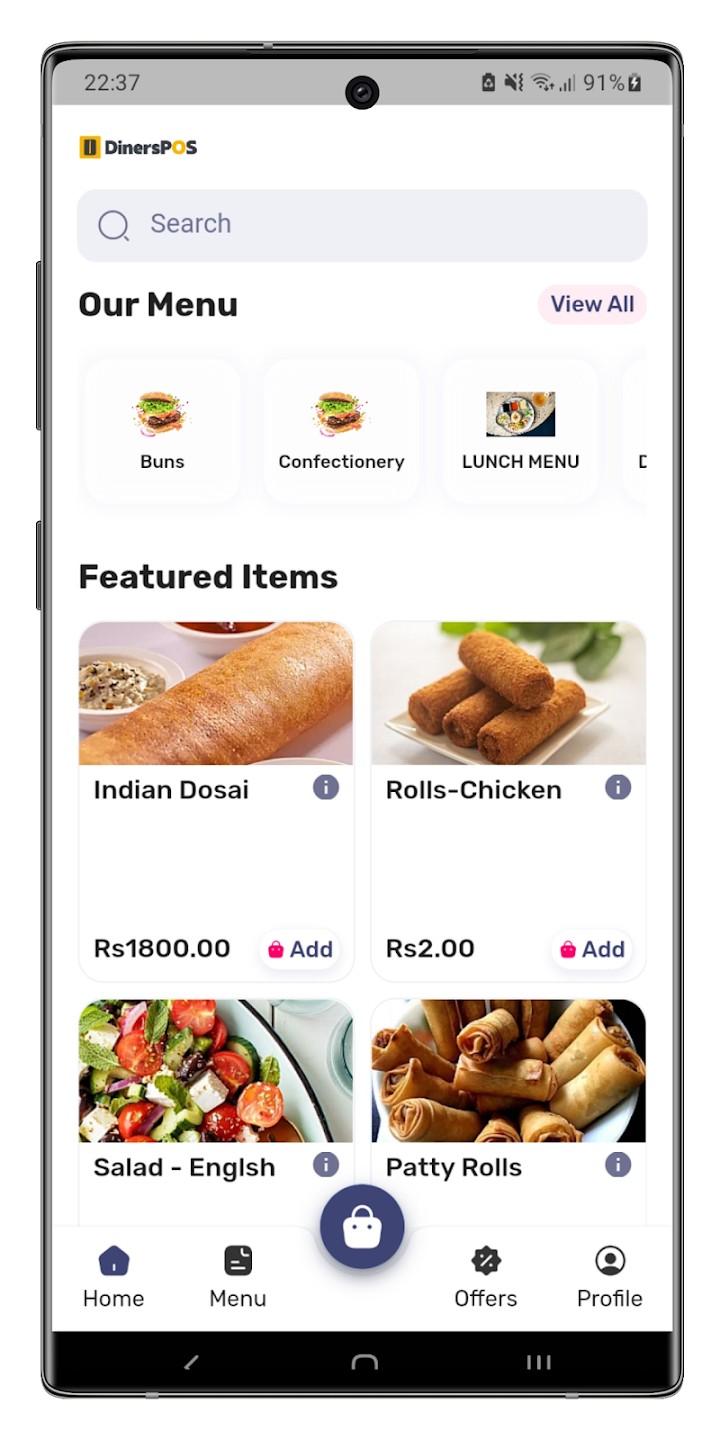 22:37 91%
DinersPOS
Search
Our Menu View All
Buns Confectionery LUNCH MENU D
Featured Items
Indian Dosai Rolls-Chicken
Rs1800.00 Add Rs2.00 Add
Salad - Englsh Patty Rolls
Home Menu Offers Profile